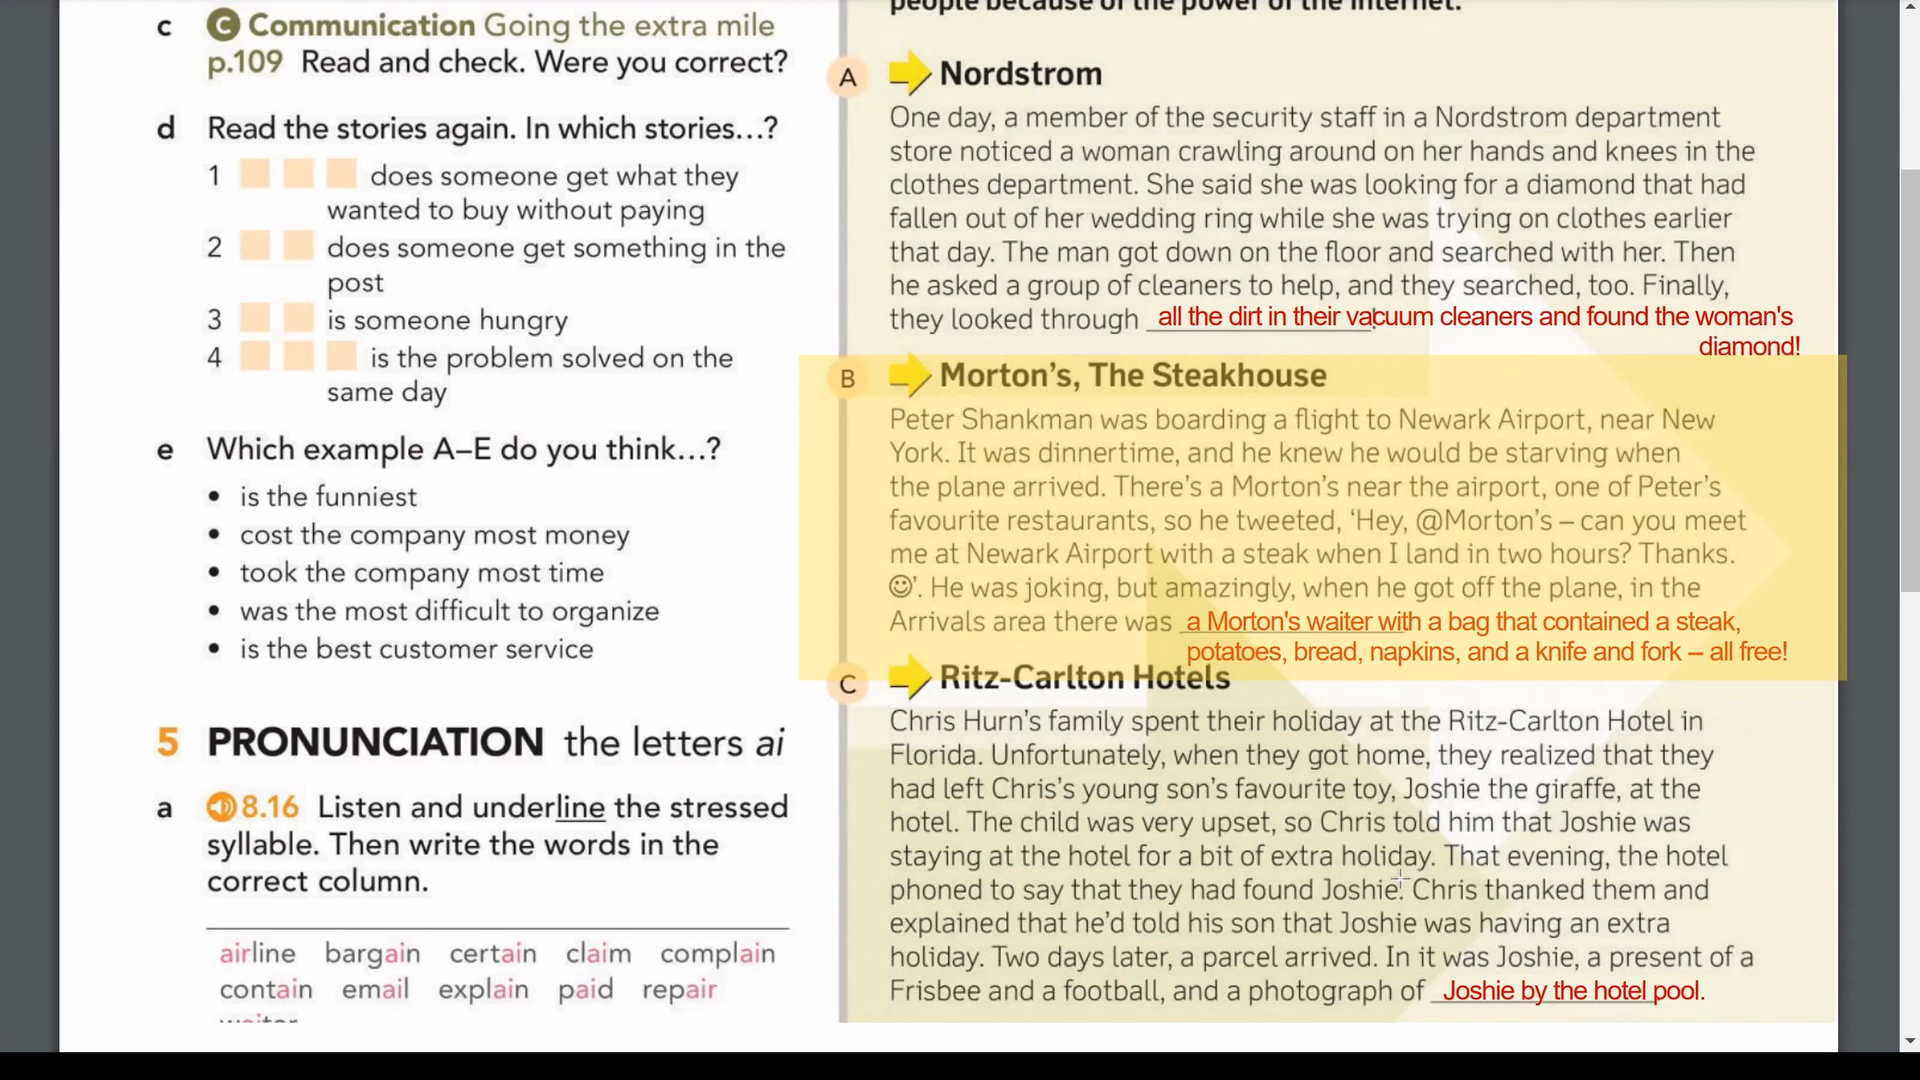 c C Communication Going the extra mile
p.109 Read and check. Were you correct?
d Read the stories again. In which stories…?
1 does someone get what they
wanted to buy without paying
2 does someone get something in the
post
3 is someone hungry
4 is the problem solved on the
same day
e Which example A–E do you think…?
• is the funniest
• cost the company most money
• took the company most time
• was the most difficult to organize
• is the best customer service
5 PRONUNCIATION the letters ai
a 8.16 Listen and underline the stressed
syllable. Then write the words in the
correct column.
airline bargain certain claim complain
contain email explain paid repair
people because of the power of the internet.
A Nordstrom
One day, a member of the security staff in a Nordstrom department
store noticed a woman crawling around on her hands and knees in the
clothes department. She said she was looking for a diamond that had
fallen out of her wedding ring while she was trying on clothes earlier
that day. The man got down on the floor and searched with her. Then
he asked a group of cleaners to help, and they searched, too. Finally,
they looked through all the dirt in their vacuum cleaners and found the woman's
diamond!
B Morton's, The Steakhouse
Peter Shankman was boarding a flight to Newark Airport, near New
York. It was dinnertime, and he knew he would be starving when
the plane arrived. There's a Morton's near the airport, one of Peter's
favourite restaurants, so he tweeted, 'Hey, @Morton's – can you meet
me at Newark Airport with a steak when I land in two hours? Thanks.
☺'. He was joking, but amazingly, when he got off the plane, in the
Arrivals area there was a Morton's waiter with a bag that contained a steak,
potatoes, bread, napkins, and a knife and fork – all free!
C Ritz-Carlton Hotels
Chris Hurn's family spent their holiday at the Ritz-Carlton Hotel in
Florida. Unfortunately, when they got home, they realized that they
had left Chris's young son's favourite toy, Joshie the giraffe, at the
hotel. The child was very upset, so Chris told him that Joshie was
staying at the hotel for a bit of extra holiday. That evening, the hotel
phoned to say that they had found Joshie. Chris thanked them and
explained that he'd told his son that Joshie was having an extra
holiday. Two days later, a parcel arrived. In it was Joshie, a present of a
Frisbee and a football, and a photograph of Joshie by the hotel pool.